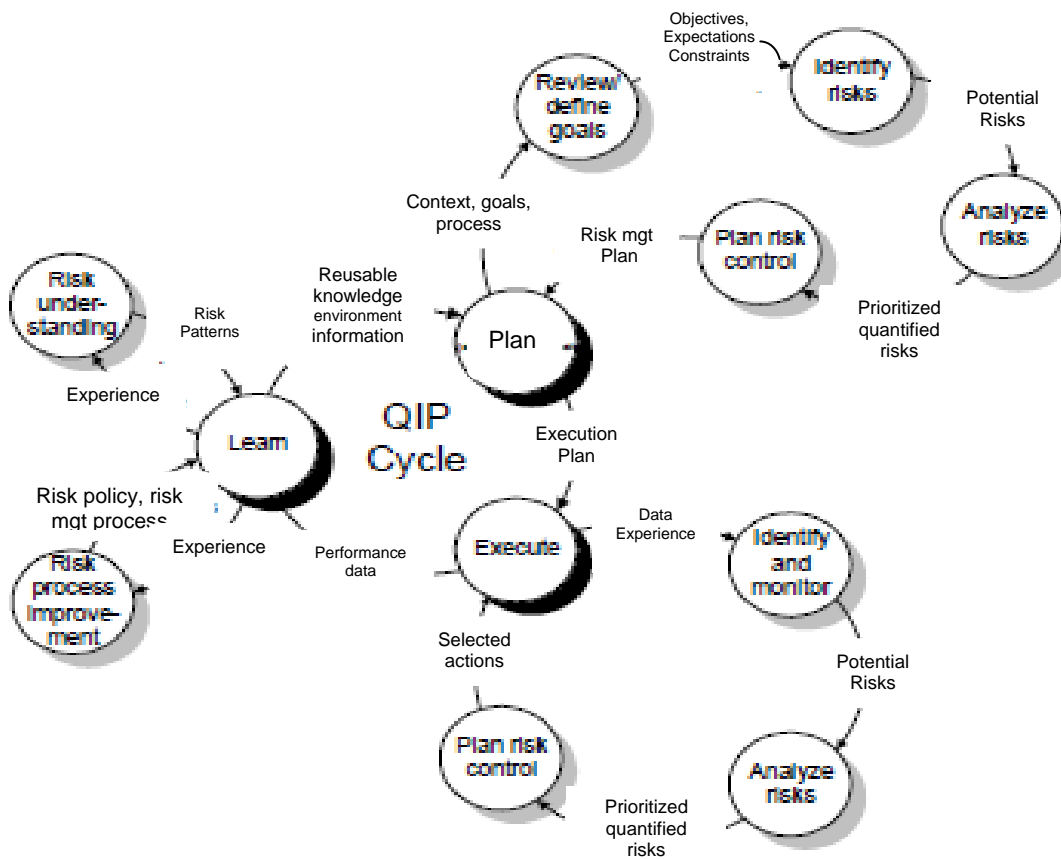 Objectives,
Expectations
Constraints
Identify
risks
Review/
define
goals
Potential
Risks
Context, goals,
process
Risk mgt
Plan
Plan risk
control
Analyze
risks
Prioritized
quantified
risks
Reusable
knowledge
environment
information
Plan
Risk
under-
standing
Risk
Patterns
Experience
Learn
QIP
Cycle
Execution
Plan
Risk policy, risk
mgt process
Experience
Performance
data
Execute
Data
Experience
Identify
and
monitor
Risk
process
improve-
ment
Selected
actions
Potential
Risks
Plan risk
control
Analyze
risks
Prioritized
quantified
risks